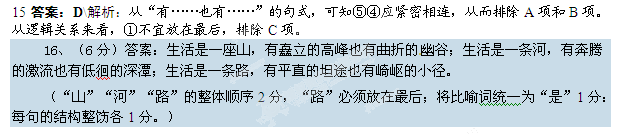 15 答案：D\解析：从“有……也有……”的句式，可知⑤④应紧密相连，从而排除 A 项和 B 项。
从逻辑关系来看，①不宜放在最后，排除 C 项。
16、（6 分）答案：生活是一座山，有矗立的高峰也有曲折的幽谷；生活是一条河，有奔腾
的激流也有低徊的深潭；生活是一条路，有平直的坦途也有崎岖的小径。
（“山”“河”“路”的整体顺序 2 分，“路”必须放在最后；将比喻词统一为“是”1 分；
每句的结构整饬各 1 分。）